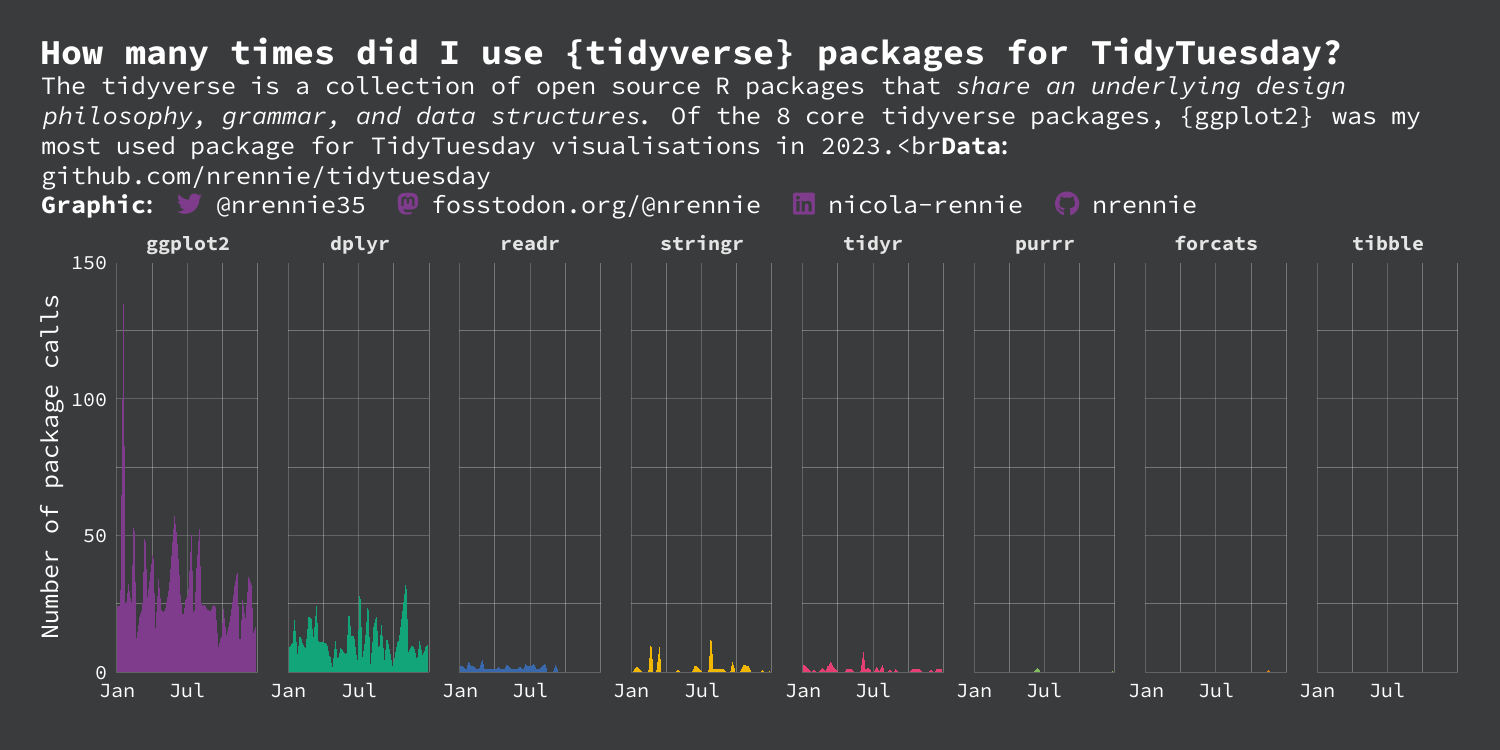 How many times did I use {tidyverse} packages for TidyTuesday?
The tidyverse is a collection of open source R packages that share an underlying design
philosophy, grammar, and data structures. Of the 8 core tidyverse packages, {ggplot2} was my
most used package for TidyTuesday visualisations in 2023.<brData:
github.com/nrennie/tidytuesday
Graphic: @nrennie35 fosstodon.org/@nrennie nicola-rennie nrennie
ggplot2 dplyr readr stringr tidyr purrr forcats tibble
Number of package calls
150
100
50
0
Jan Jul Jan Jul Jan Jul Jan Jul Jan Jul Jan Jul Jan Jul Jan Jul